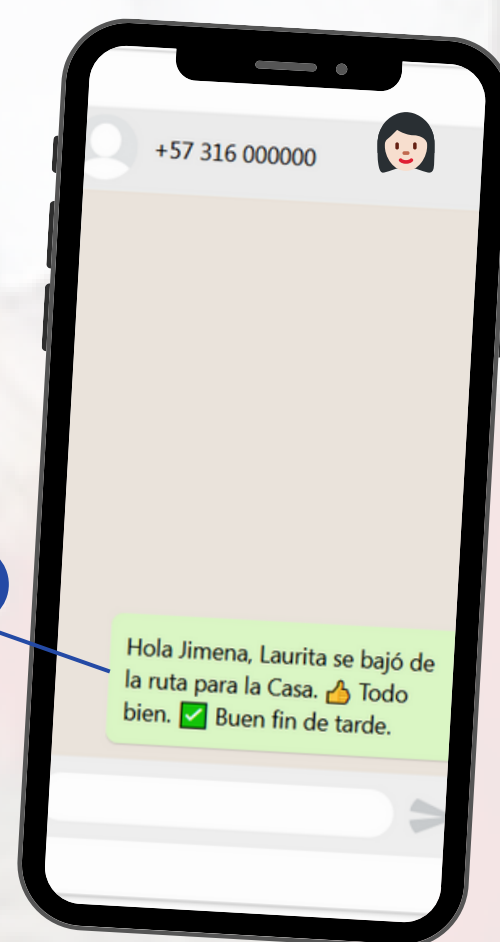 +57 316 000000
Hola Jimena, Laurita se bajó de
la ruta para la Casa. 👍 Todo
bien. ✅ Buen fin de tarde.